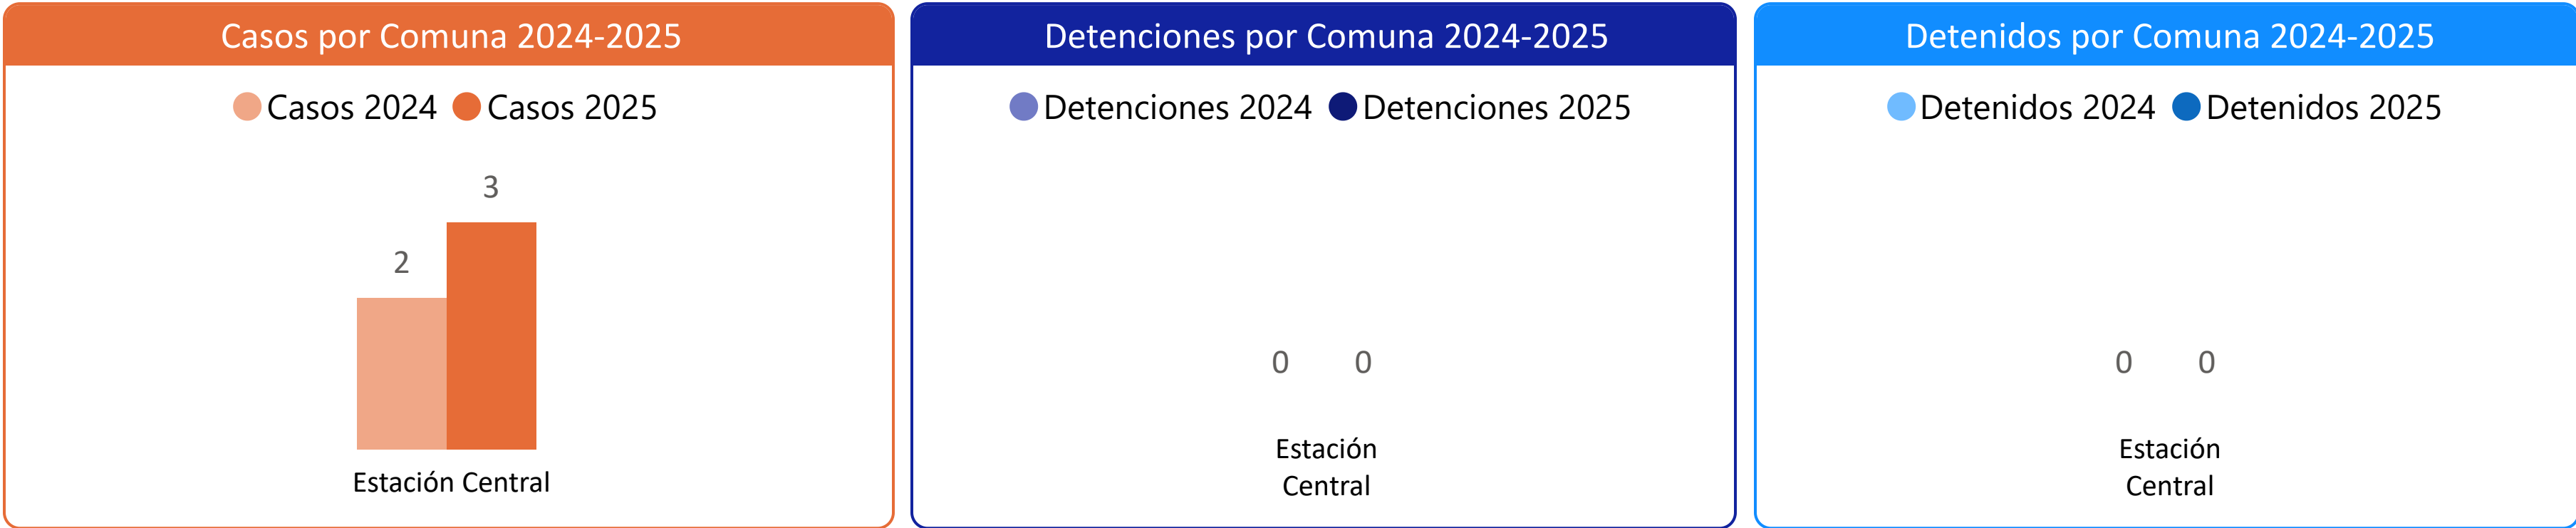 Casos por Comuna 2024-2025
Casos 2024 Casos 2025
3
2
Estación Central
Detenciones por Comuna 2024-2025
Detenciones 2024 Detenciones 2025
0 0
Estación
Central
Detenidos por Comuna 2024-2025
Detenidos 2024 Detenidos 2025
0 0
Estación
Central